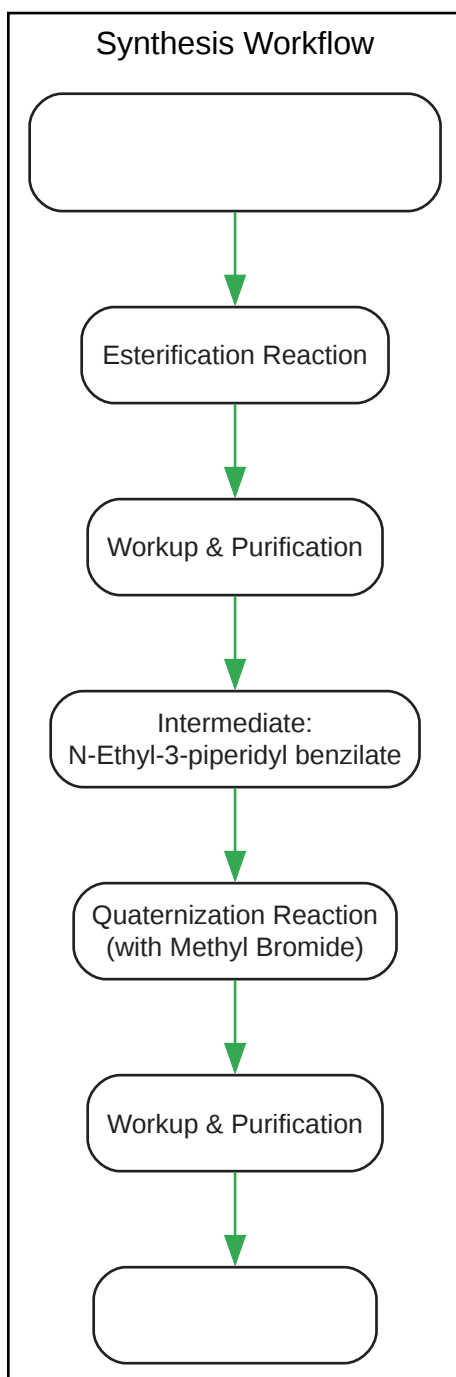 Synthesis Workflow
Esterification Reaction
Workup & Purification
Intermediate:
N-Ethyl-3-piperidyl benzilate
Quaternization Reaction
(with Methyl Bromide)
Workup & Purification